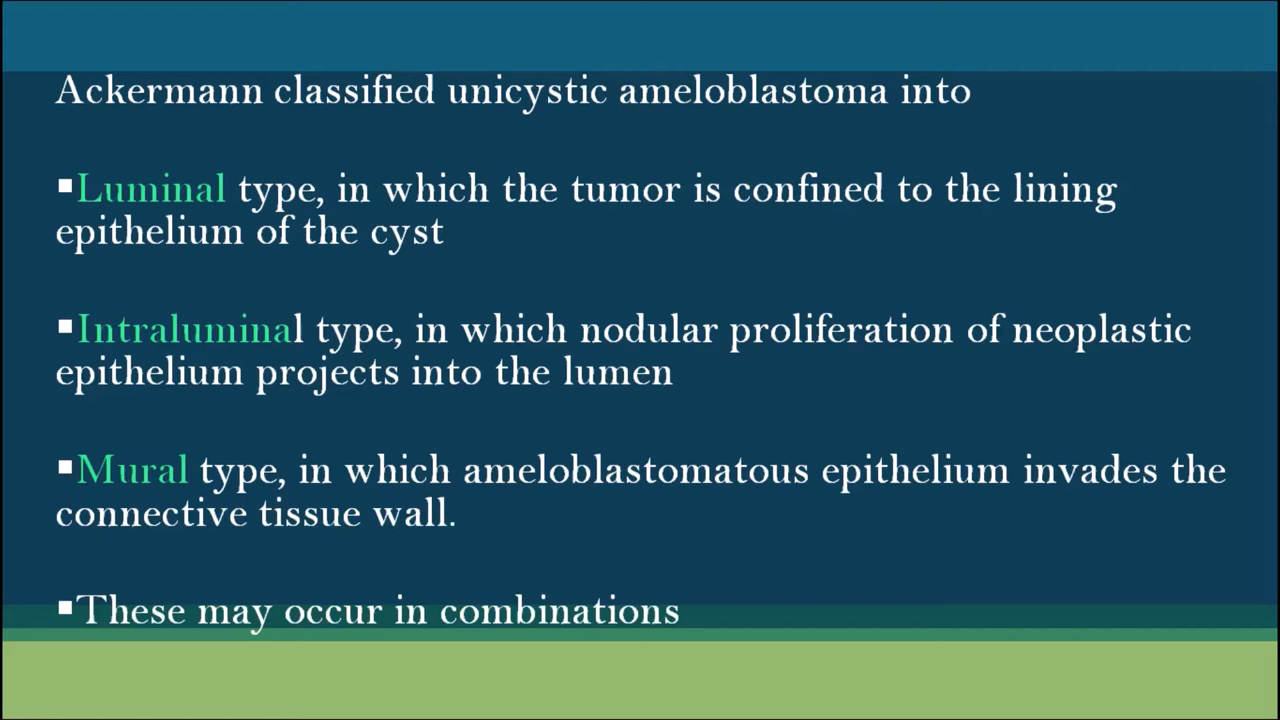 Ackermann classified unicystic ameloblastoma into
▪Luminal type, in which the tumor is confined to the lining
epithelium of the cyst
▪Intraluminal type, in which nodular proliferation of neoplastic
epithelium projects into the lumen
▪Mural type, in which ameloblastomatous epithelium invades the
connective tissue wall.
▪These may occur in combinations